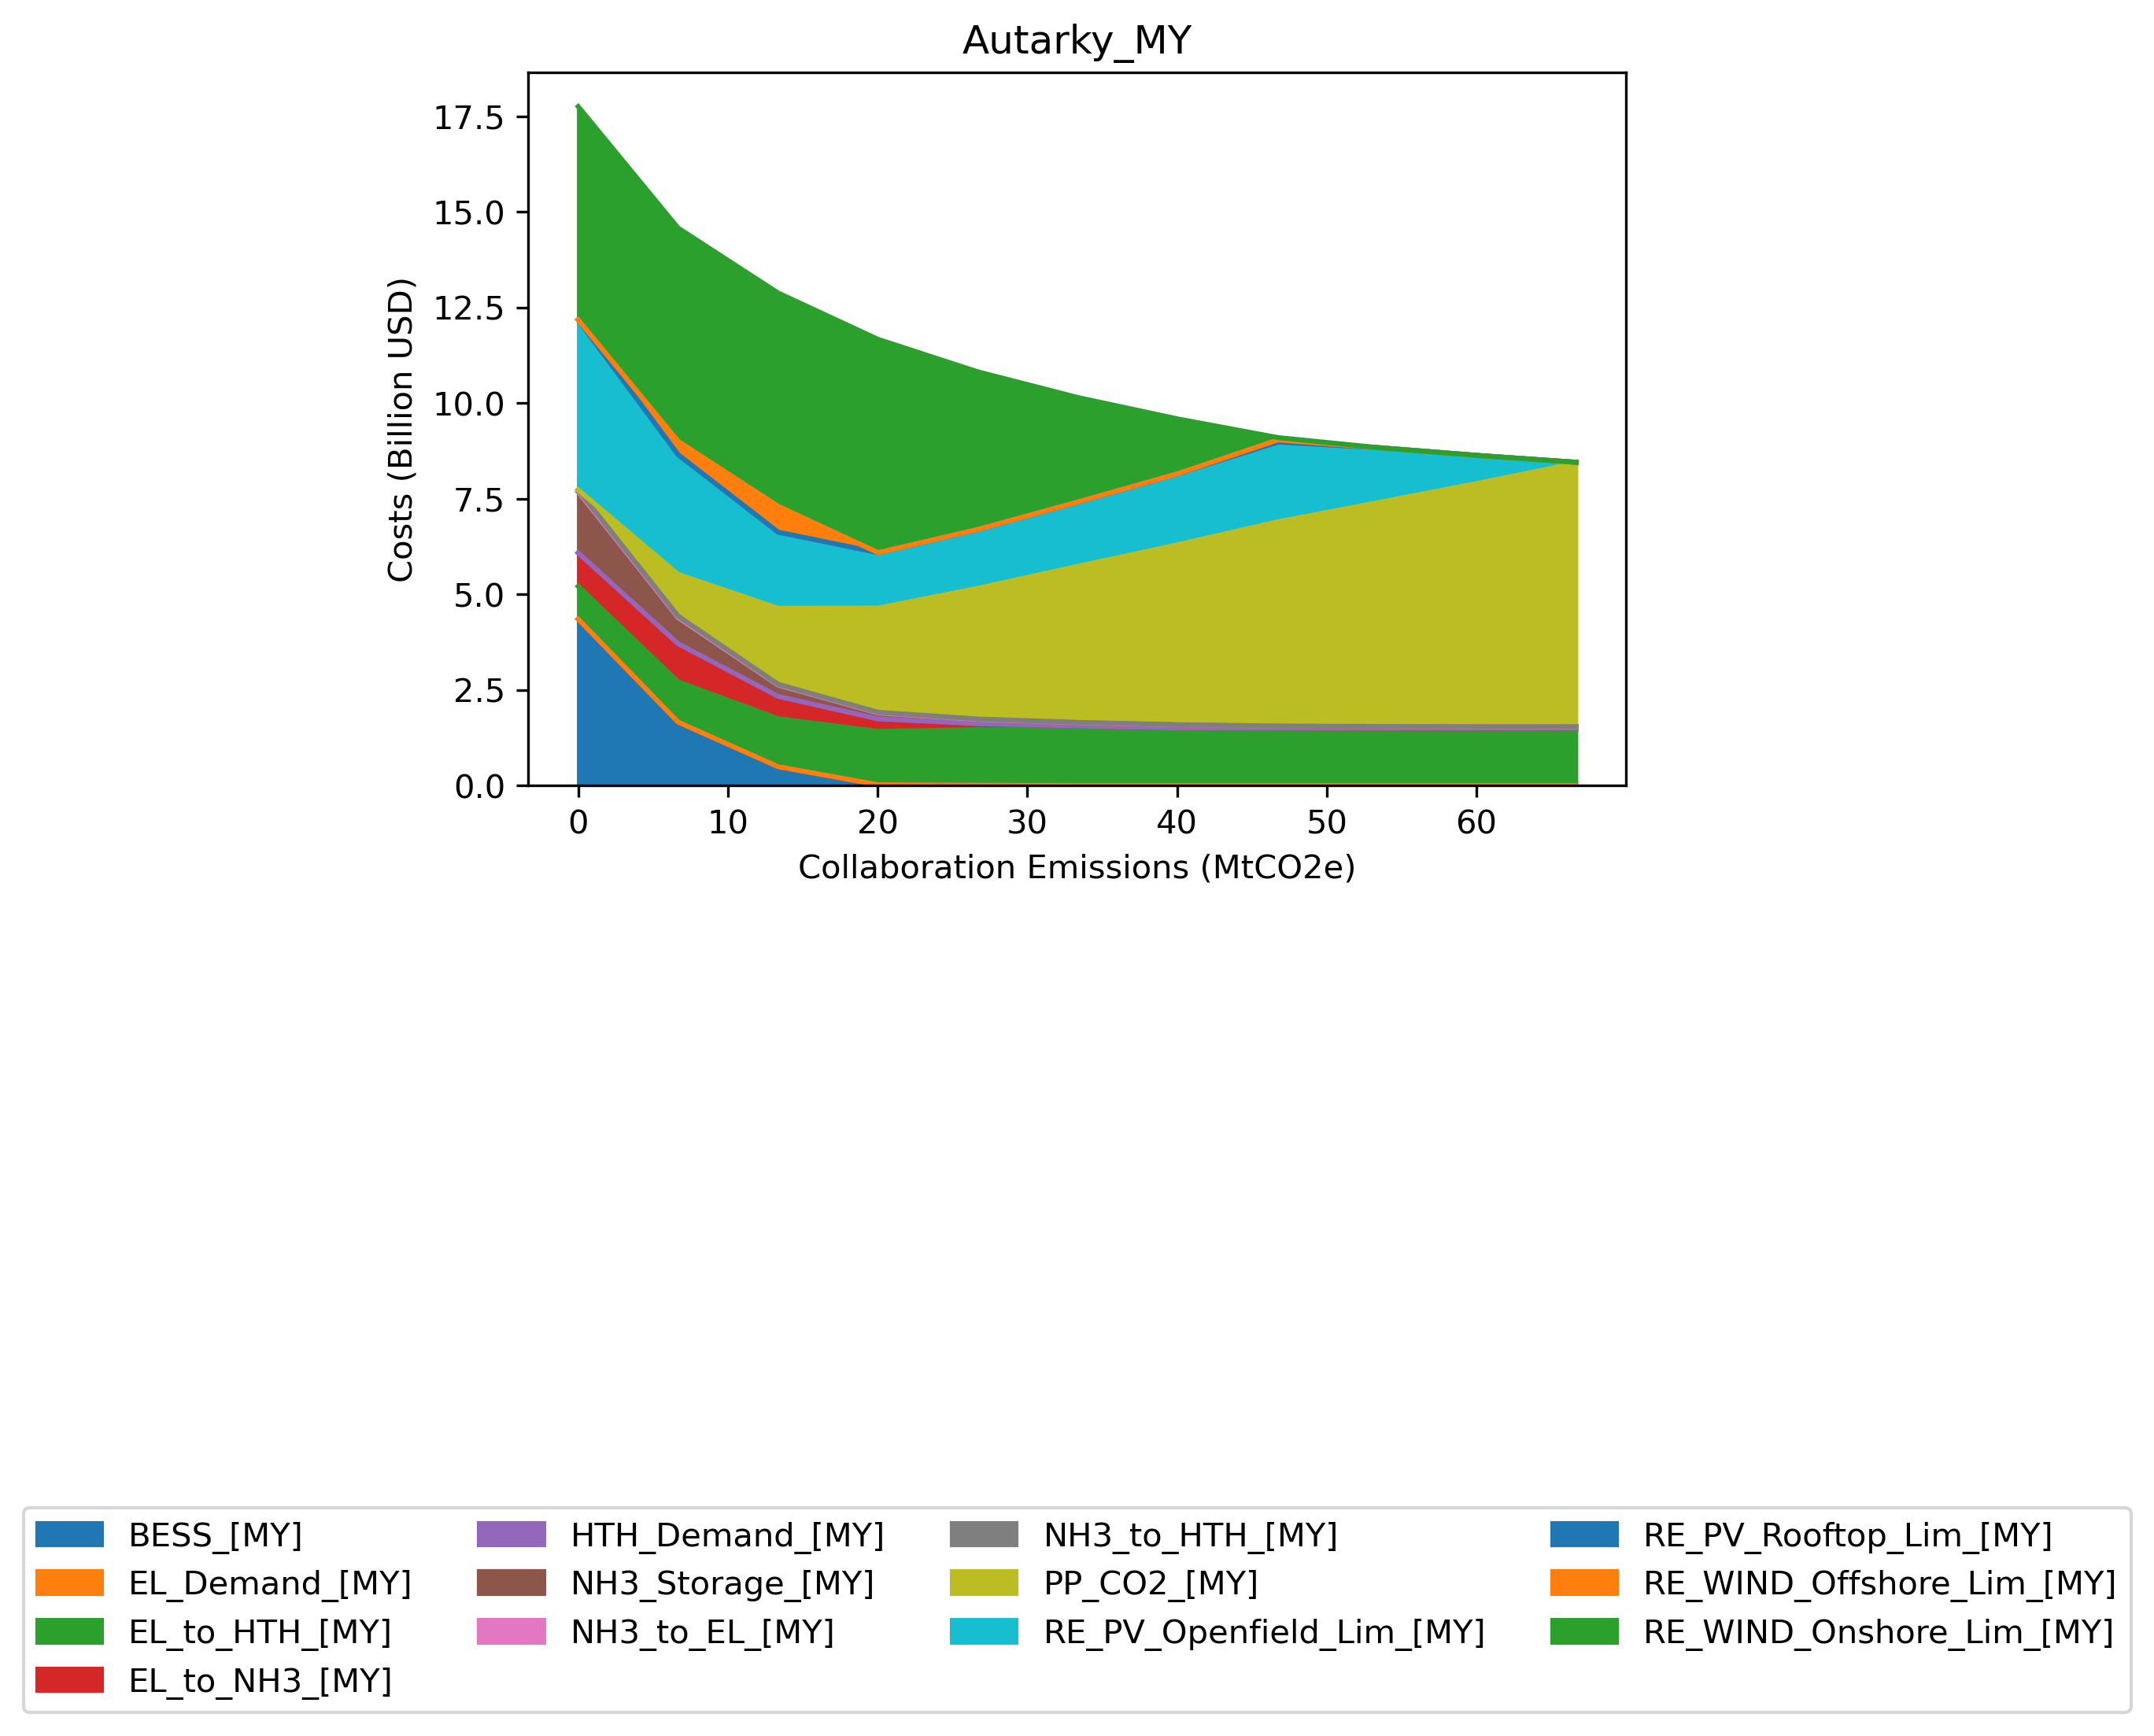 Autarky_MY
Costs (Billion USD)
17.5
15.0
12.5
10.0
7.5
5.0
2.5
0.0
0 10 20 30 40 50 60
Collaboration Emissions (MtCO2e)
BESS_[MY]
EL_Demand_[MY]
EL_to_HTH_[MY]
EL_to_NH3_[MY]
HTH_Demand_[MY]
NH3_Storage_[MY]
NH3_to_EL_[MY]
NH3_to_HTH_[MY]
PP_CO2_[MY]
RE_PV_Openfield_Lim_[MY]
RE_PV_Rooftop_Lim_[MY]
RE_WIND_Offshore_Lim_[MY]
RE_WIND_Onshore_Lim_[MY]